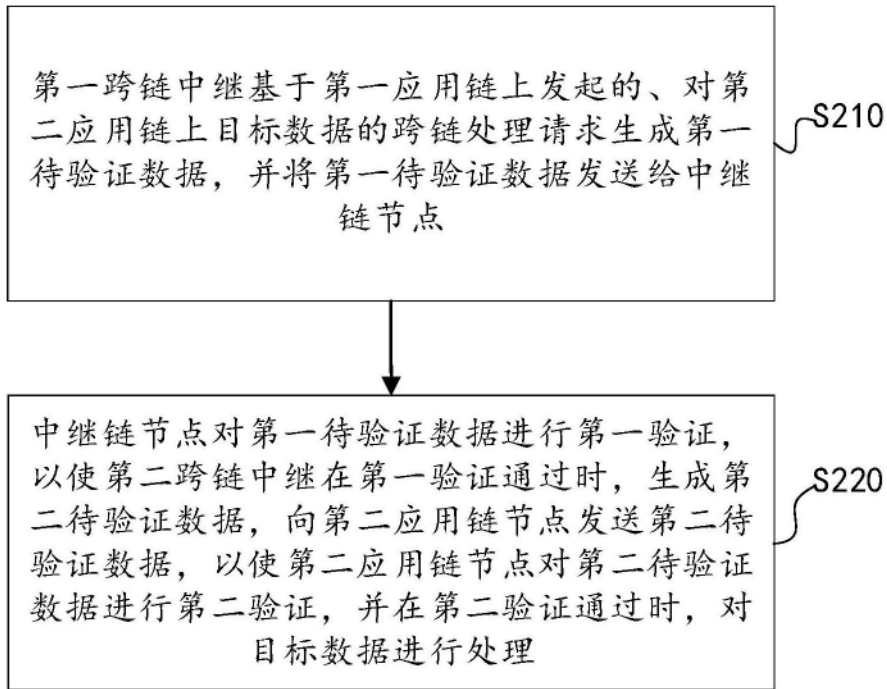 第一跨链中继基于第一应用链上发起的、对第
二应用链上目标数据的跨链处理请求生成第一
待验证数据，并将第一待验证数据发送给中继
链节点
S210
中继链节点对第一待验证数据进行第一验证，
以使第二跨链中继在第一验证通过时，生成第
二待验证数据，向第二应用链节点发送第二待
验证数据，以使第二应用链节点对第二待验证
数据进行第二验证，并在第二验证通过时，对
目标数据进行处理
S220